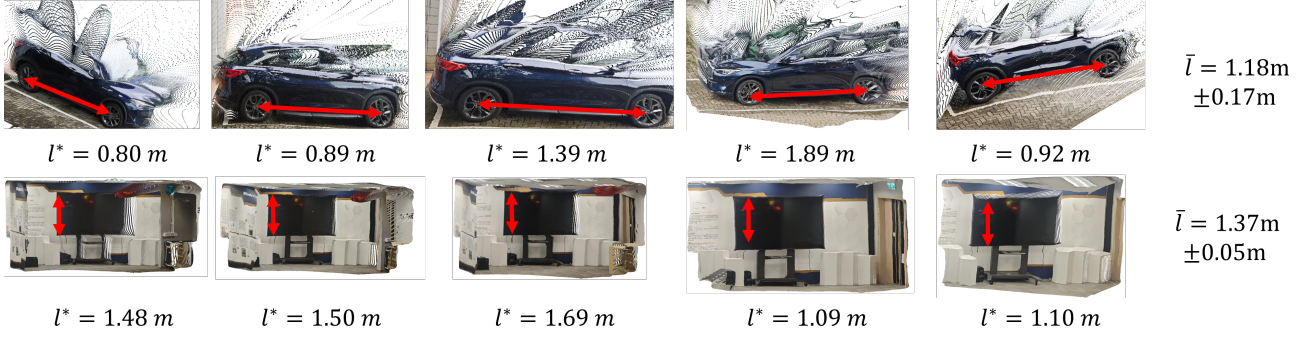 l* = 0.80 m
l* = 0.89 m
l* = 1.39 m
l* = 1.89 m
l* = 0.92 m
l̄ = 1.18m
±0.17m
l* = 1.48 m
l* = 1.50 m
l* = 1.69 m
l* = 1.09 m
l* = 1.10 m
l̄ = 1.37m
±0.05m